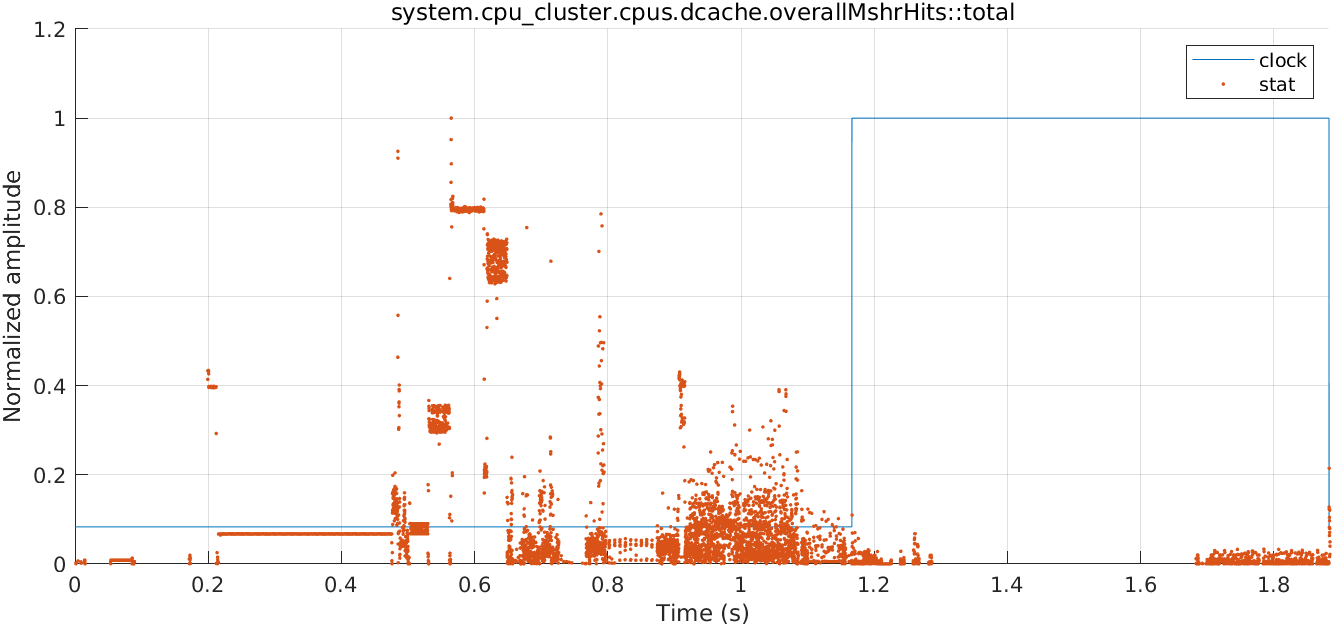 system.cpu_cluster.cpus.dcache.overallMshrHits::total
1.2
1
0.8
0.6
0.4
0.2
0
Normalized amplitude
clock
stat
0 0.2 0.4 0.6 0.8 1 1.2 1.4 1.6 1.8
Time (s)